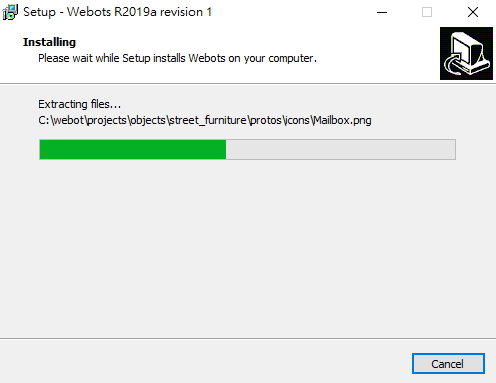 Setup - Webots R2019a revision 1
Installing
Please wait while Setup installs Webots on your computer.
Extracting files...
C:\webot\projects\objects\street_furniture\protos\icons\Mailbox.png
Cancel